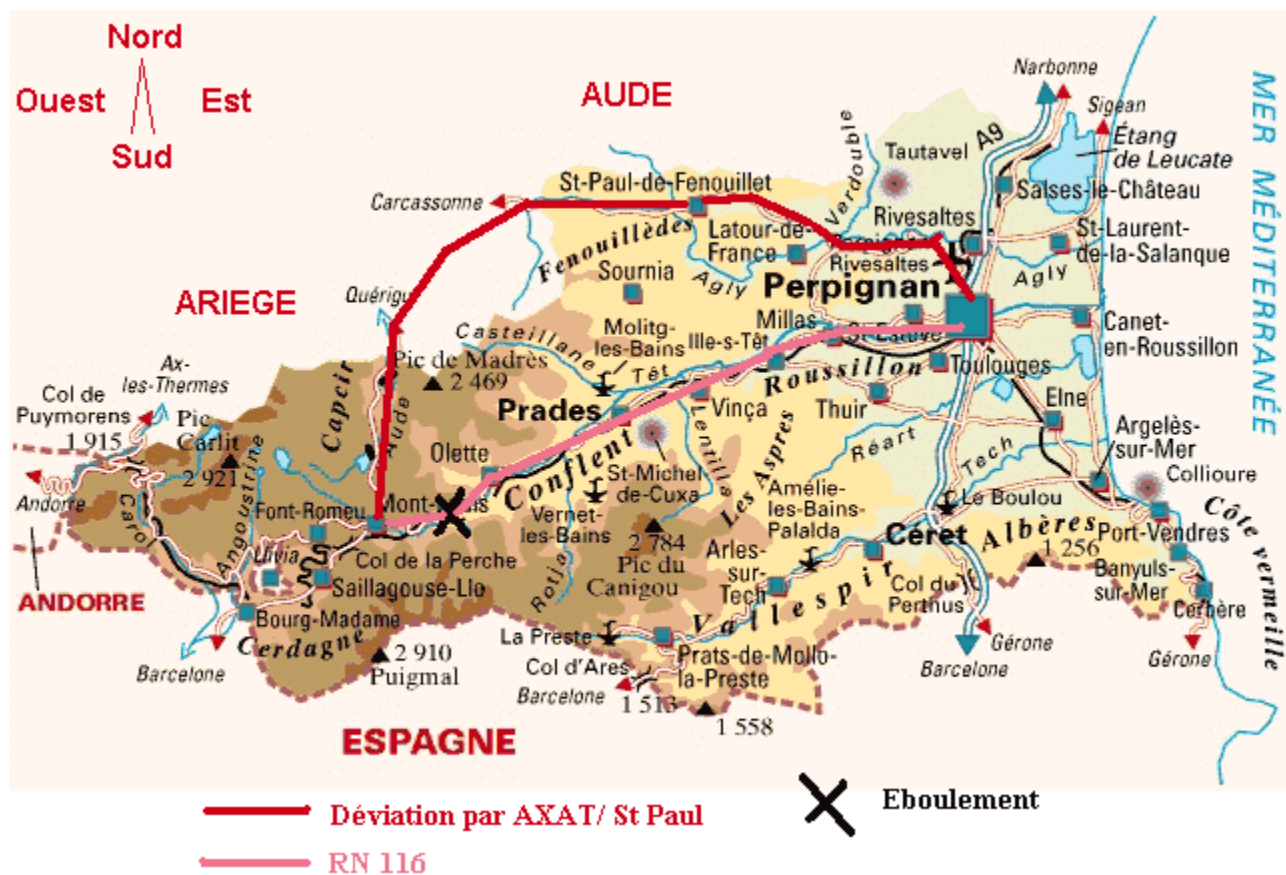 Nord
Ouest
Est
Sud
AUDE
ARIEGE
Narbonne
Sigean
A9
Étang
de Leucate
MER MÉDITERRANÉE
Tautavel
Verdouble
Salses-le-Château
St-Paul-de-Fenouillet
Carcassonne
Rivesaltes
Latour-de-
France
St-Laurent-
de-la-Salanque
Fenouillèdes
Sournia
Agly
Rivesaltes
Agly
Perpignan
Canet-
en-Roussillon
Millas
Molitg-
les-Bains
Ille-s-Têt
Casteillane
Têt
Pic de Madrès
2 469
Ax-
les-Thermes
Col de
Puymorens
1 915
Pic
Carlit
2 921
Capcir
Aude
Roussillon
Toulouges
Prades
Vinça
Thuir
Elne
Argelès-
sur-Mer
Collioure
Lentilla
Les Aspres
Réart
Tech
Olette
Conflent
St-Michel
de-Cuxa
Andorre
Carol
Angoustrine
Font-Romeu
Vernet-
les-Bains
Amélie-
les-Bains-
Palalda
Le Boulou
Port-Vendres
Côte vermeille
Llivia
Col de la Perche
2 784
Pic du
Canigou
Arles-
sur-
Tech
Céret
Albères
1 256
Banyuls-
sur-Mer
ANDORRE
Saillagouse-Llo
Rotja
Col du
Perthus
Cerbère
Bourg-Madame
Cerdagne
Vallespir
La Preste
Barcelone
2 910
Puigmal
Col d'Ares
Prats-de-Mollo-
la-Preste
Gérone
Barcelone
Gérone
Barcelone
1 513
1 558
ESPAGNE
Déviation par AXAT/ St Paul
Eboulement
RN 116